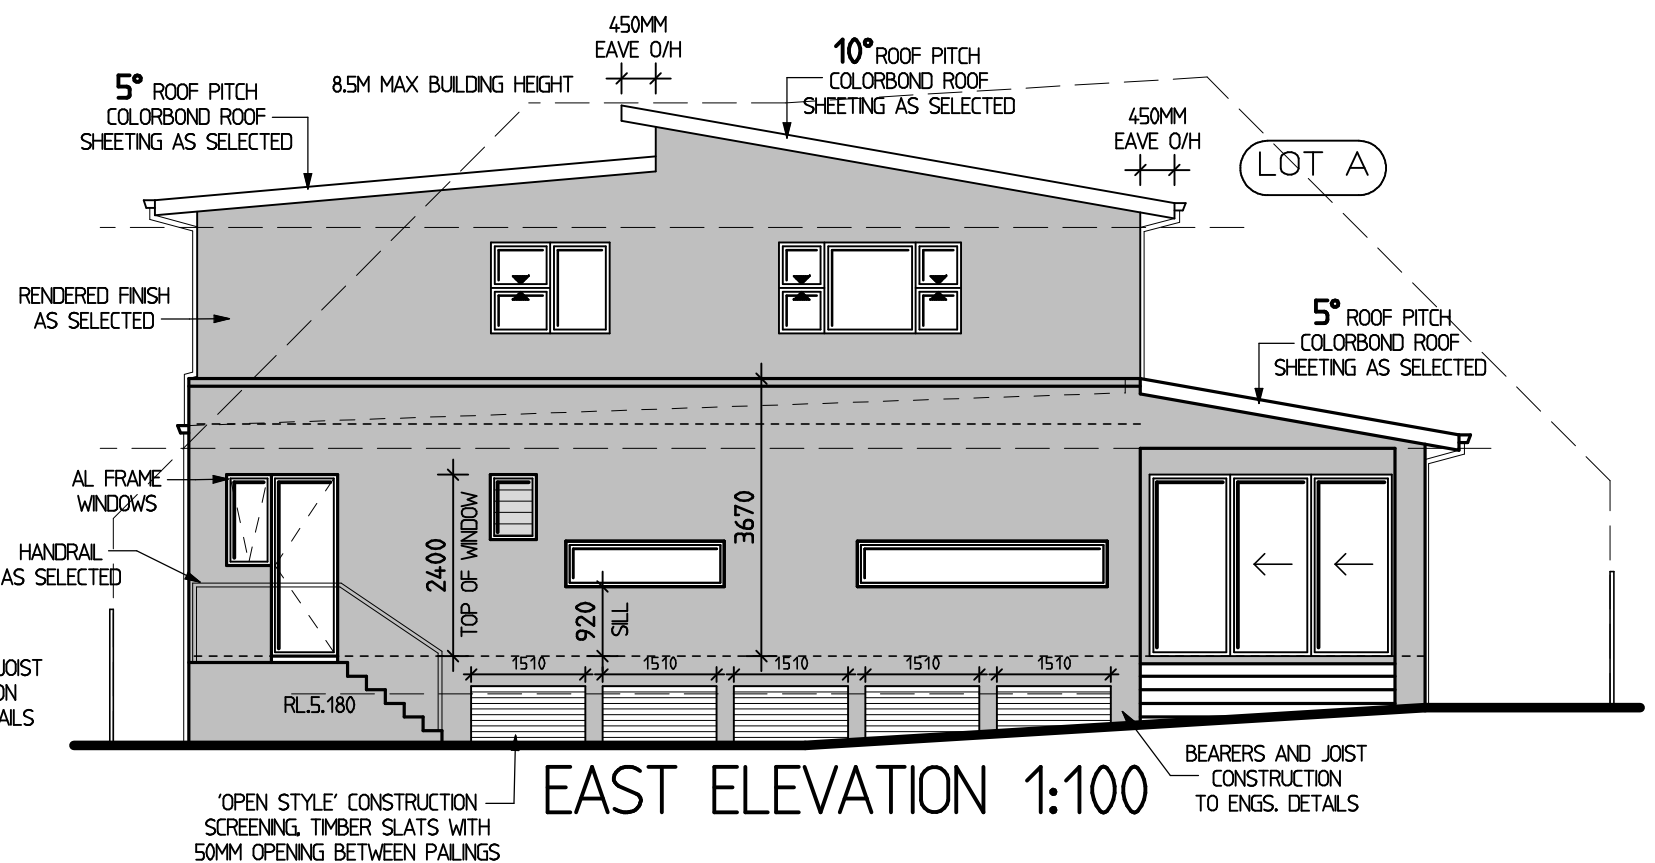 450MM
EAVE O/H
10° ROOF PITCH
COLORBOND ROOF
SHEETING AS SELECTED
8.5M MAX BUILDING HEIGHT
5° ROOF PITCH
COLORBOND ROOF
SHEETING AS SELECTED
450MM
EAVE O/H
LOT A
RENDERED FINISH
AS SELECTED
5° ROOF PITCH
COLORBOND ROOF
SHEETING AS SELECTED
AL FRAME
WINDOWS
HANDRAIL
AS SELECTED
2400
TOP OF WINDOW
920
SILL
3670
1510
1510
1510
1510
1510
JOIST
ON
AILS
RL.5.180
EAST ELEVATION 1:100
BEARERS AND JOIST
CONSTRUCTION
TO ENGS. DETAILS
'OPEN STYLE' CONSTRUCTION
SCREENING, TIMBER SLATS WITH
50MM OPENING BETWEEN PAILINGS